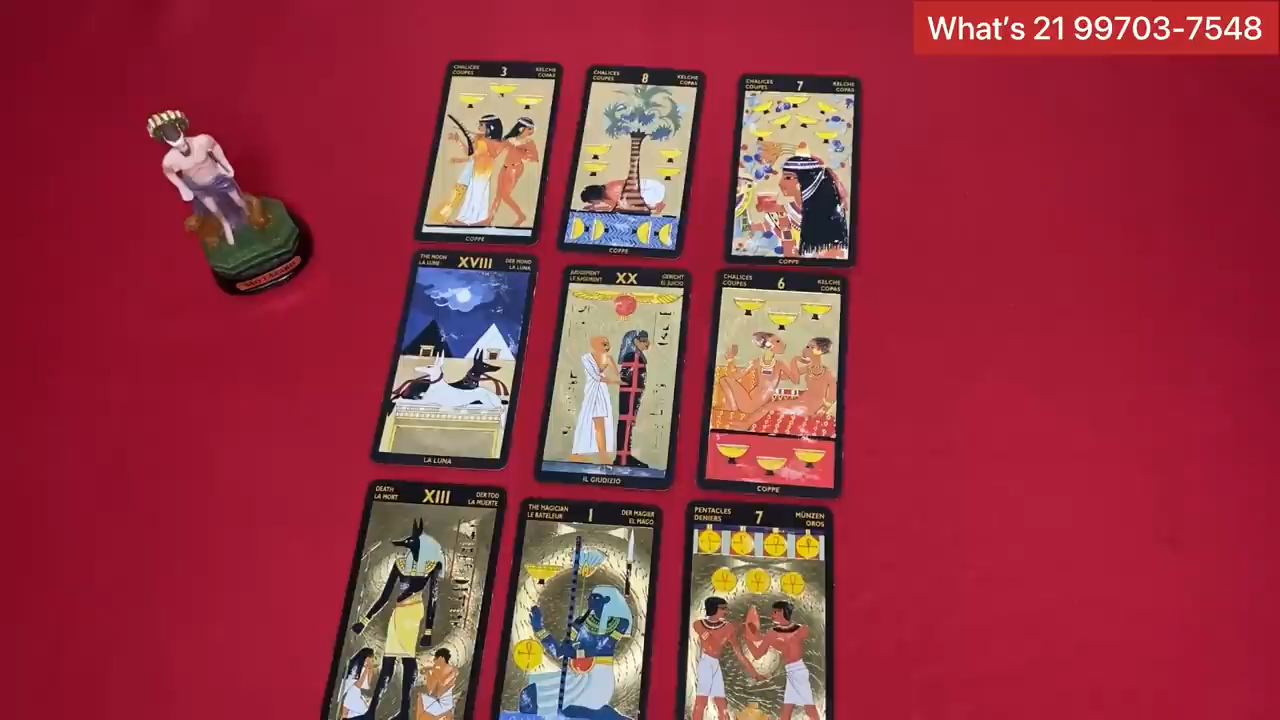 What's 21 99703-7548
CHALICES
COUPES
3
KELCHE
COPAS
COPPE
CHALICES
COUPES
8
KELCHE
COPAS
COPPE
CHALICES
COUPES
7
KELCHE
COPAS
COPPE
THE MOON
LA LUNE
XVIII
DER MOND
LA LUNA
LA LUNA
JUDGEMENT
LE JUGEMENT
XX
GERICHT
EL JUICIO
IL GIUDIZIO
CHALICES
COUPES
6
KELCHE
COPAS
COPPE
DEATH
LA MORT
XIII
DER TOD
LA MUERTE
THE MAGICIAN
LE BATELEUR
1
DER MAGIER
EL MAGO
PENTACLES
DENIERS
7
MÜNZEN
OROS